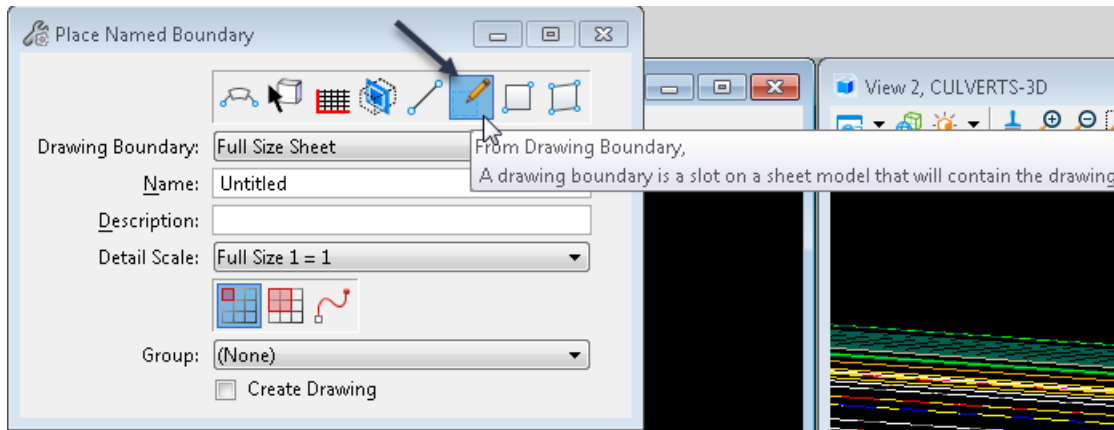 Place Named Boundary
View 2, CULVERTS-3D
Drawing Boundary: Full Size Sheet
From Drawing Boundary,
A drawing boundary is a slot on a sheet model that will contain the drawing
Name: Untitled
Description:
Detail Scale: Full Size 1 = 1
Group: (None)
Create Drawing